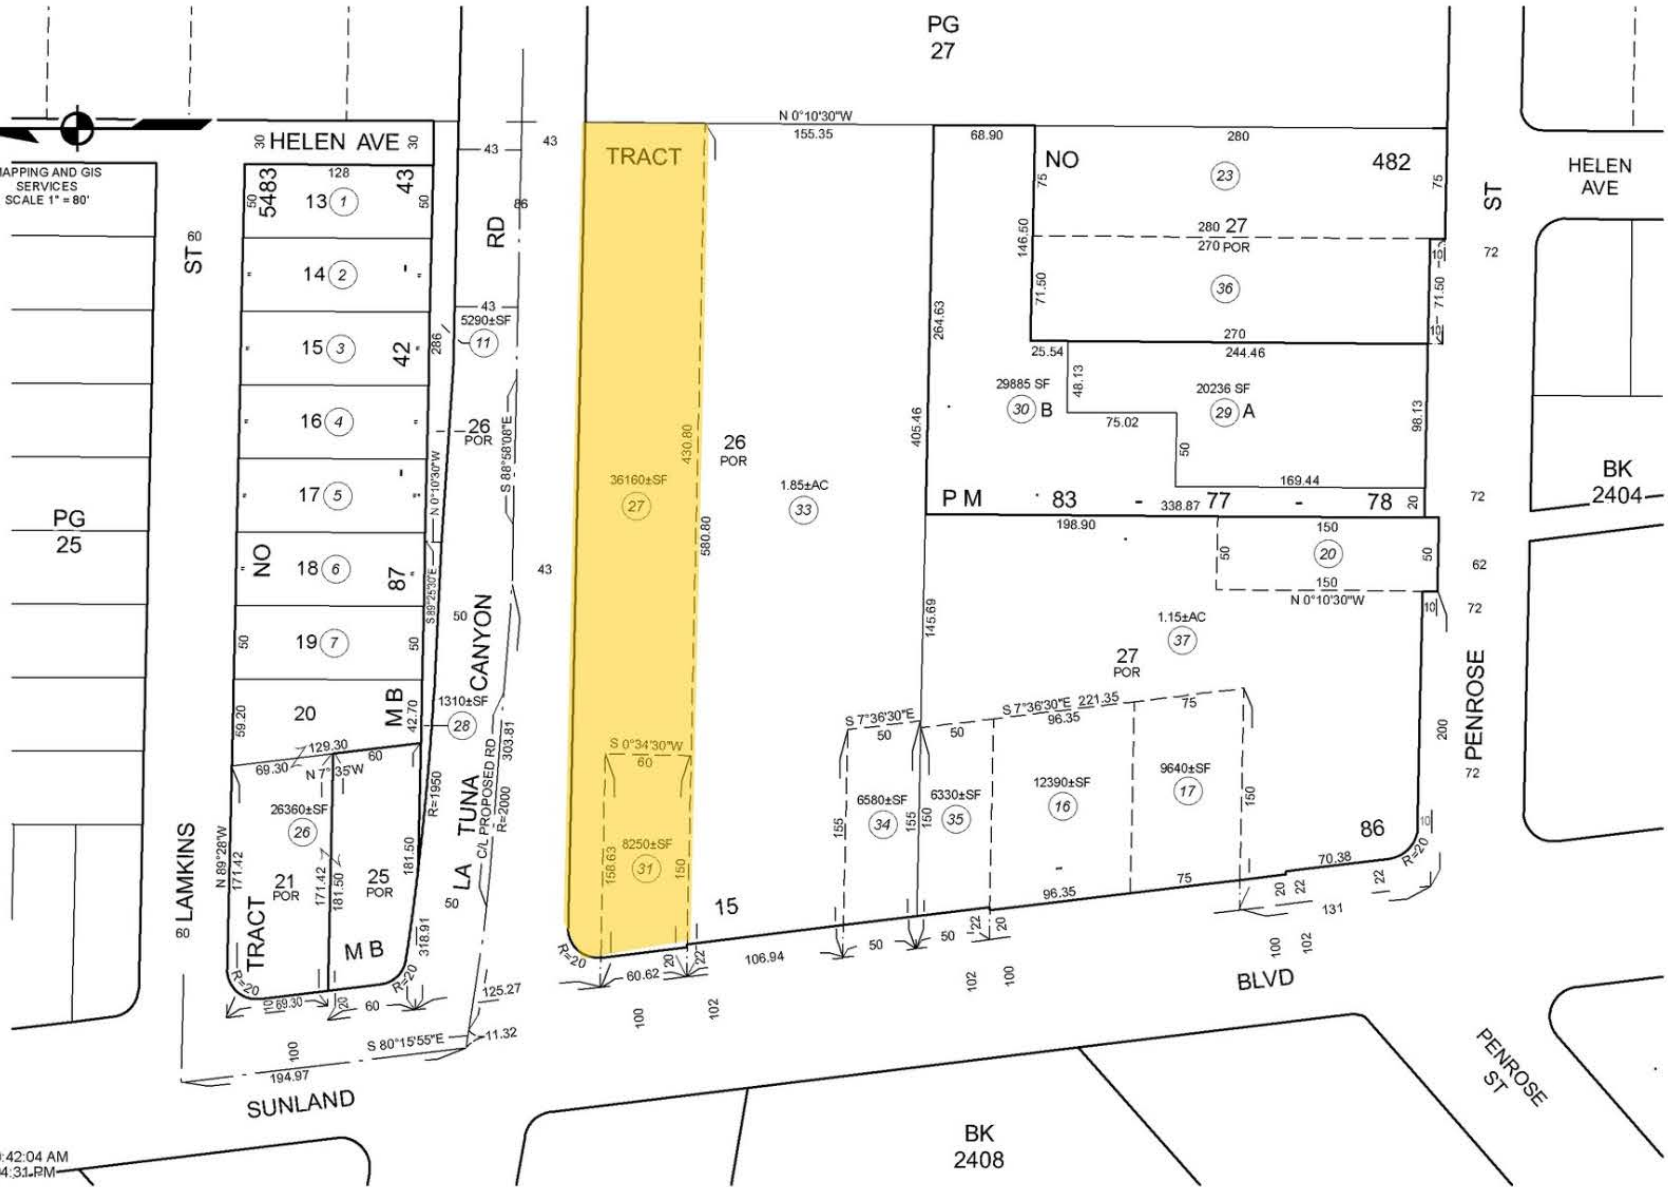 PG
27
HELEN AVE
30
30
N 0°10'30"W
155.35
68.90
280
43
43
TRACT
NO
482
HELEN
AVE
APPING AND GIS
SERVICES
SCALE 1" = 80'
5483
128
43
13 1
50
50
86
75
23
75
ST
60
ST
RD
72
280 27
270 POR
146.50
10
14 2
71.50
36
71.50
43
5290±SF
11
10
270
15 3
42
286
264.63
25.54
244.46
48.13
29885 SF
30 B
20236 SF
29 A
98.13
16 4
26
POR
S 88°58'08"E
430.80
26
POR
405.46
75.02
50
BK
2404
36160±SF
27
1.85±AC
33
169.44
17 5
N 0°10'30"W
PM 83 - 77 - 78
20
72
338.87
198.90
150
PG
25
580.80
50
20
50
NO
18 6
87
43
S 89°25'30"E
62
150
N 0°10'30"W
10
72
50
145.69
1.15±AC
37
50
19 7
50
LA TUNA CANYON
27
POR
PENROSE
20
MB
42.70
59.20
1310±SF
28
303.81
S 7°36'30"E
50
50
S 7°36'30"E 221.35
96.35
75
200
129.30
69.30
60
N 7°35'W
S 0°34'30"W
60
72
C/L PROPOSED RD
R=2000
R=1950
26360±SF
26
6580±SF
34
6330±SF
35
12390±SF
16
9640±SF
17
155
155
150
150
86
10
60 LAMKINS
N 89°28'W
171.42
171.42
181.50
181.50
8250±SF
31
158.63
150
70.38
R=20
21
POR
25
POR
15
96.35
75
20
22
22
131
50
TRACT
MB
318.91
22
20
50
50
R=20
R=20
R=20
20
22
106.94
60.62
69.30
20
60
125.27
102
100
100
102
100
102
BLVD
11.32
S 80°15'55"E
100
194.97
SUNLAND
PENROSE
ST
BK
2408
:42:04 AM
4:31 PM